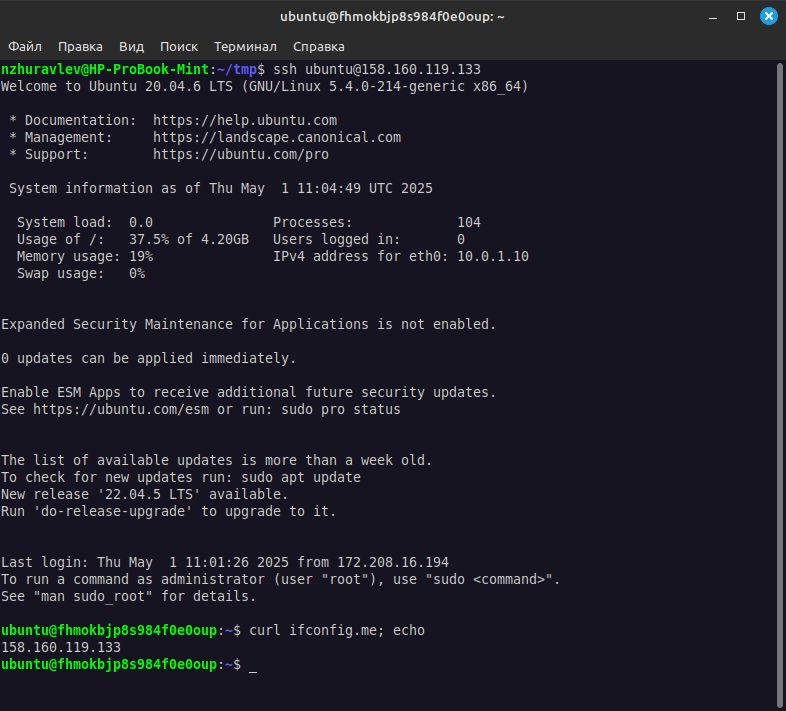 ubuntu@fhmokbjp8s984f0e0oup: ~
Файл Правка Вид Поиск Терминал Справка
nzhuravlev@HP-ProBook-Mint:~/tmp$ ssh ubuntu@158.160.119.133
Welcome to Ubuntu 20.04.6 LTS (GNU/Linux 5.4.0-214-generic x86_64)
* Documentation: https://help.ubuntu.com
* Management: https://landscape.canonical.com
* Support: https://ubuntu.com/pro
System information as of Thu May 1 11:04:49 UTC 2025
System load: 0.0 Processes: 104
Usage of /: 37.5% of 4.20GB Users logged in: 0
Memory usage: 19% IPv4 address for eth0: 10.0.1.10
Swap usage: 0%
Expanded Security Maintenance for Applications is not enabled.
0 updates can be applied immediately.
Enable ESM Apps to receive additional future security updates.
See https://ubuntu.com/esm or run: sudo pro status
The list of available updates is more than a week old.
To check for new updates run: sudo apt update
New release '22.04.5 LTS' available.
Run 'do-release-upgrade' to upgrade to it.
Last login: Thu May 1 11:01:26 2025 from 172.208.16.194
To run a command as administrator (user "root"), use "sudo <command>".
See "man sudo_root" for details.
ubuntu@fhmokbjp8s984f0e0oup:~$ curl ifconfig.me; echo
158.160.119.133
ubuntu@fhmokbjp8s984f0e0oup:~$ _